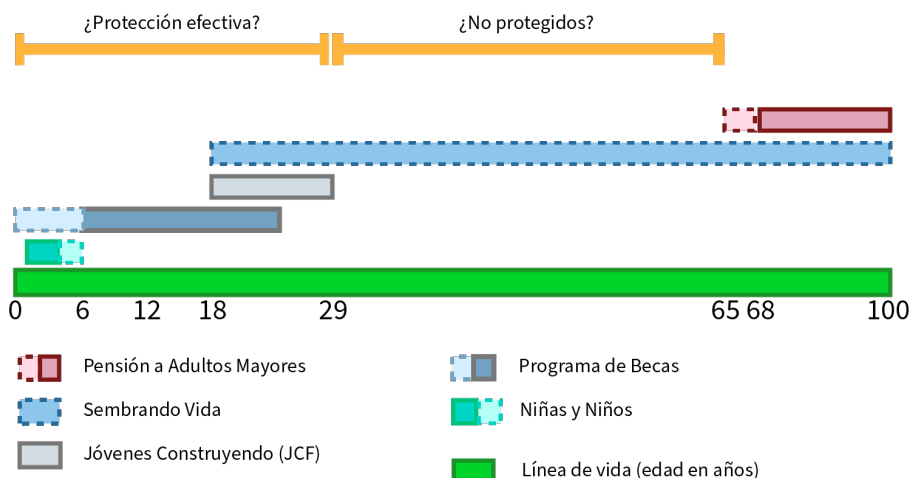 ¿Protección efectiva?
¿No protegidos?
0 6 12 18 29 65 68 100
Pensión a Adultos Mayores
Programa de Becas
Sembrando Vida
Niñas y Niños
Jóvenes Construyendo (JCF)
Línea de vida (edad en años)